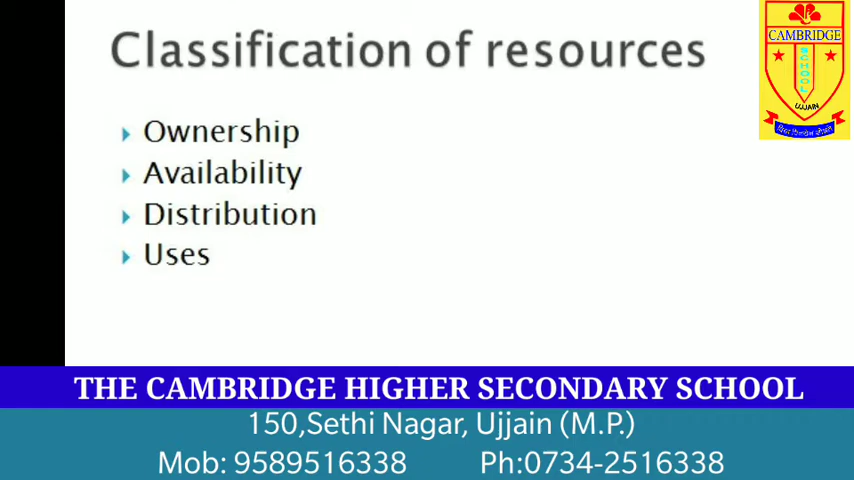 Classification of resources
Ownership
Availability
Distribution
Uses
CAMBRIDGE
SCHOOL
UJJAIN
THE CAMBRIDGE HIGHER SECONDARY SCHOOL
150,Sethi Nagar, Ujjain (M.P.)
Mob: 9589516338 Ph:0734-2516338